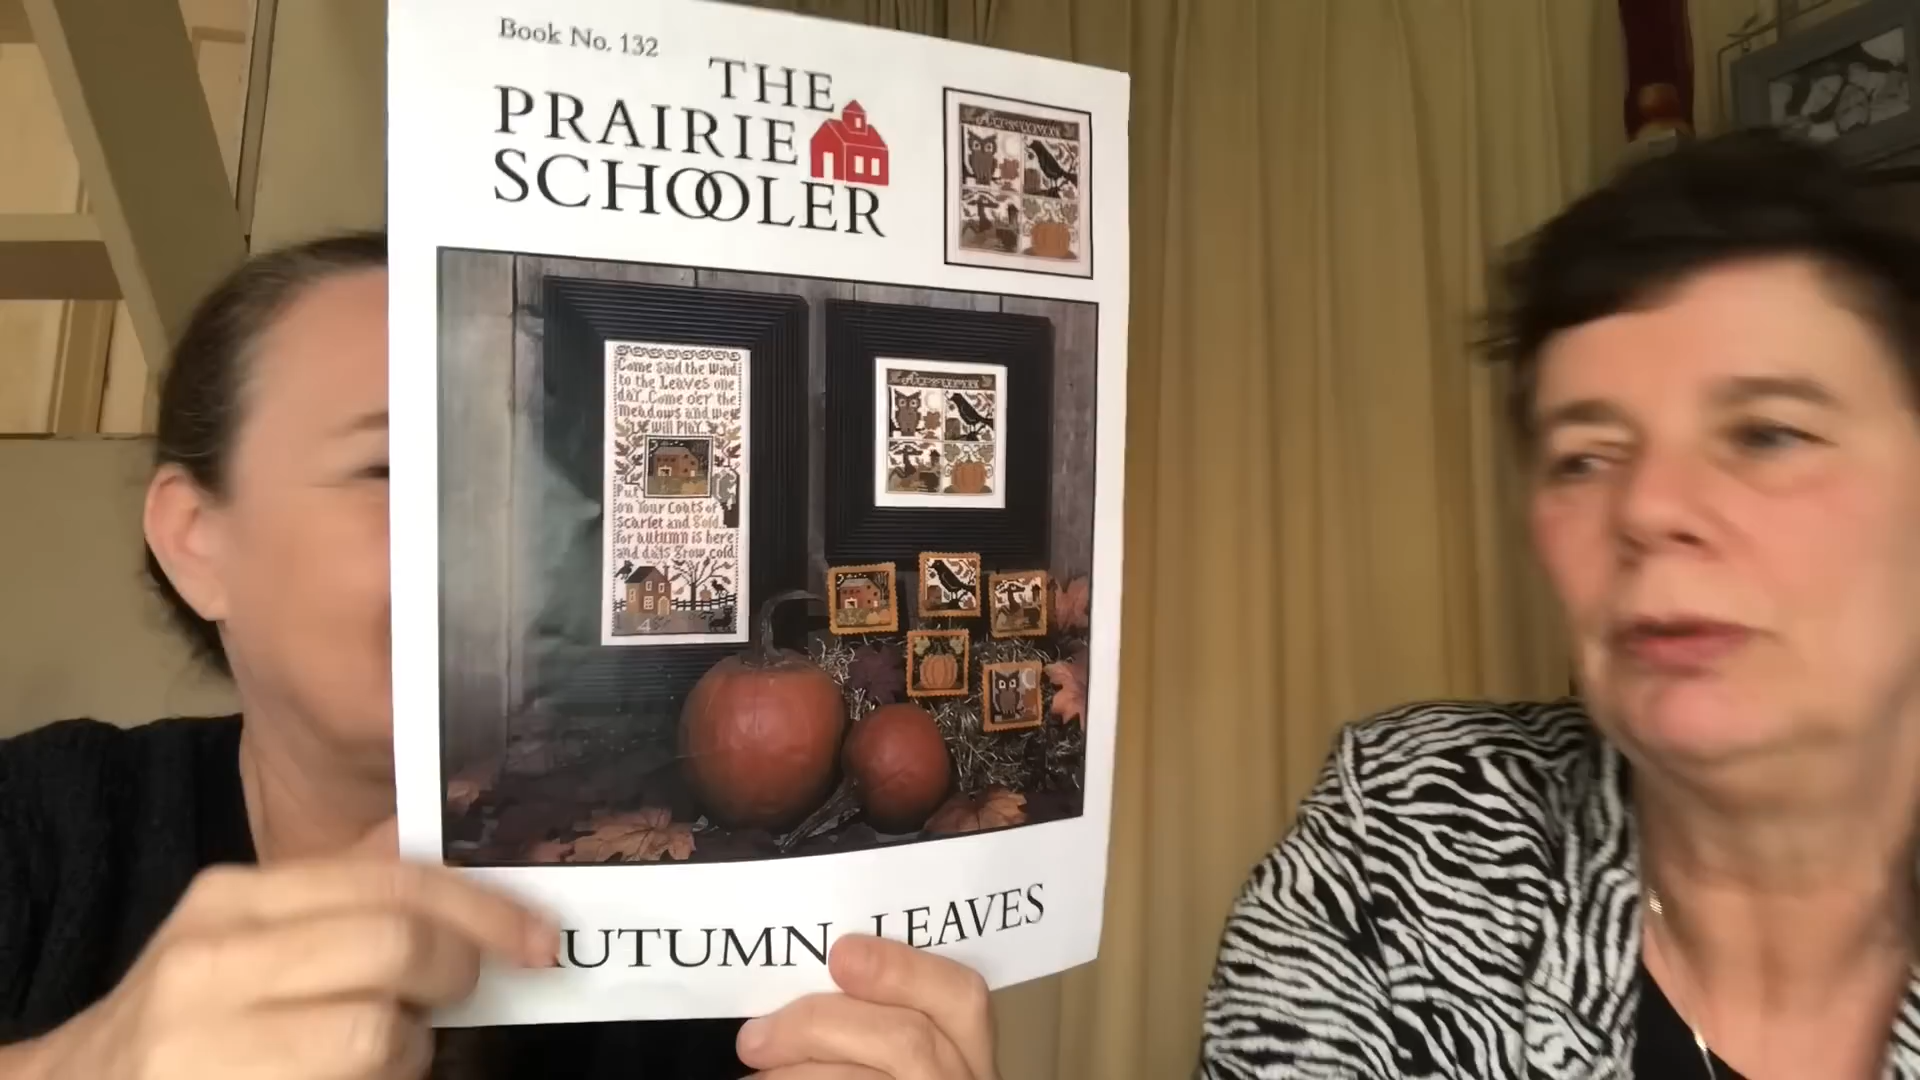 Book No. 132
THE
PRAIRIE
SCHOOLER
Come said the Wind
to the Leaves one
day..Come o'er the
meadows and we
will Play..
Put
on Your Coats of
scarlet and Gold..
for autumn is here
and days Grow cold
AUTUMN LEAVES